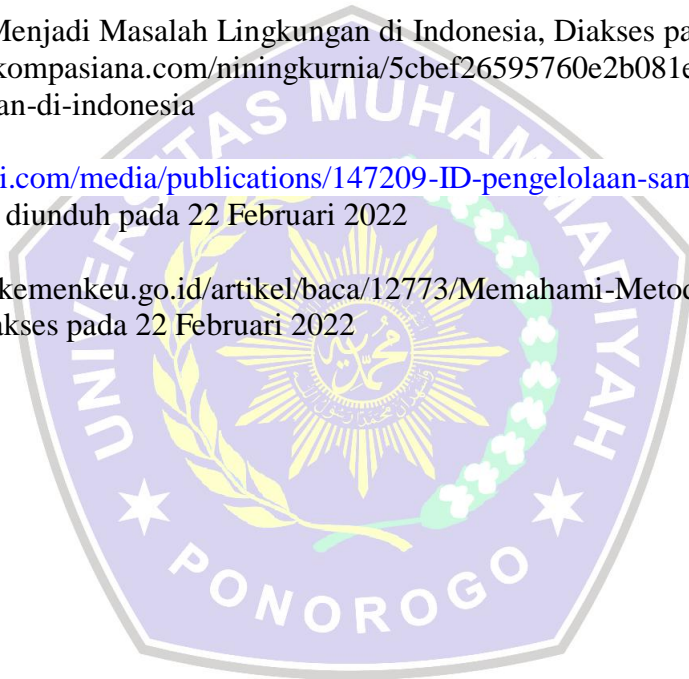 Menjadi Masalah Lingkungan di Indonesia, Diakses pa
kompasiana.com/niningkurnia/5cbef26595760e2b081e
an-di-indonesia
i.com/media/publications/147209-ID-pengelolaan-sam
diunduh pada 22 Februari 2022
kemenkeu.go.id/artikel/baca/12773/Memahami-Metod
akses pada 22 Februari 2022
UNIVERSITAS MUHAMMADIYAH
PONOROGO